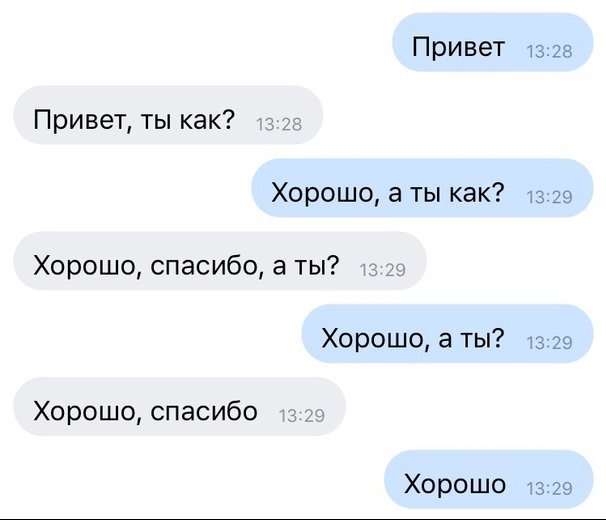 Привет 13:28
Привет, ты как? 13:28
Хорошо, а ты как? 13:29
Хорошо, спасибо, а ты? 13:29
Хорошо, а ты? 13:29
Хорошо, спасибо 13:29
Хорошо 13:29